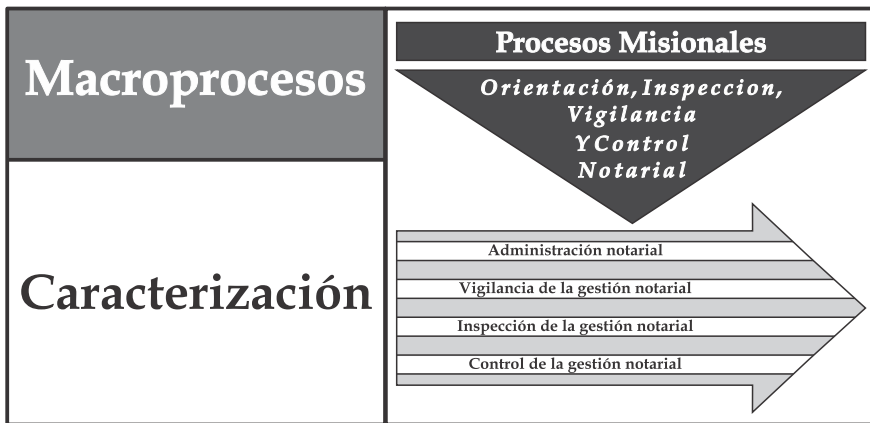 Macroprocesos
Procesos Misionales
Orientación, Inspeccion,
Vigilancia
Y Control
Notarial
Caracterización
Administración notarial
Vigilancia de la gestión notarial
Inspección de la gestión notarial
Control de la gestión notarial